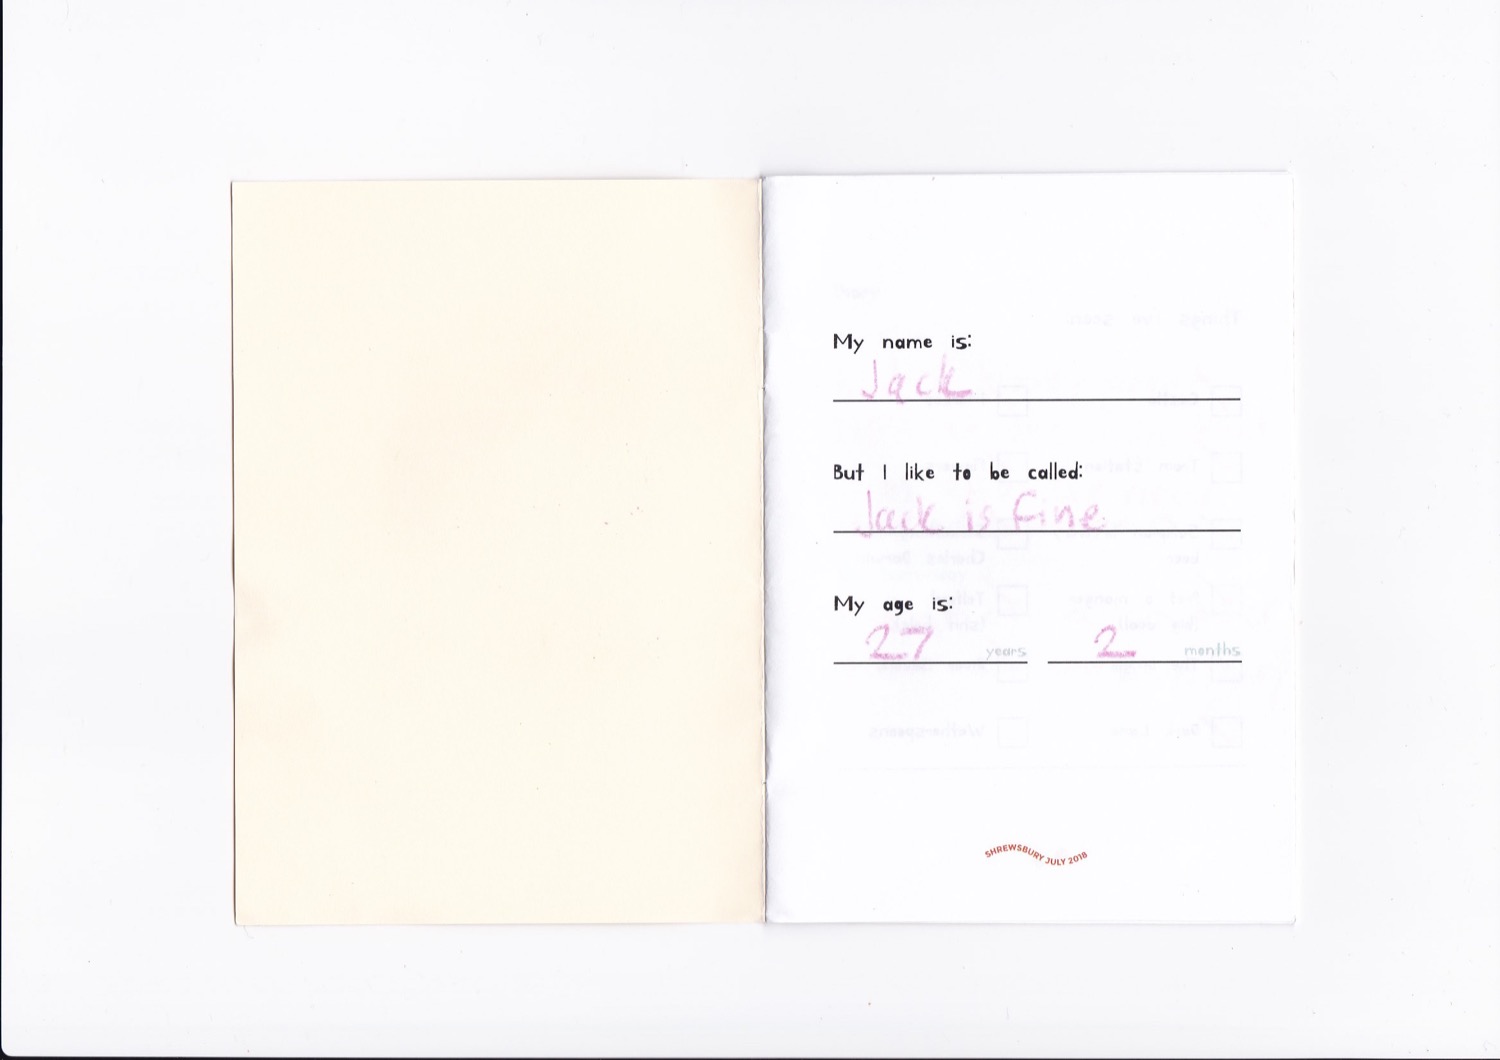 My name is:
Jack
But I like to be called:
Jack is fine
My age is:
27 years 2 months
SHREWSBURY JULY 2018